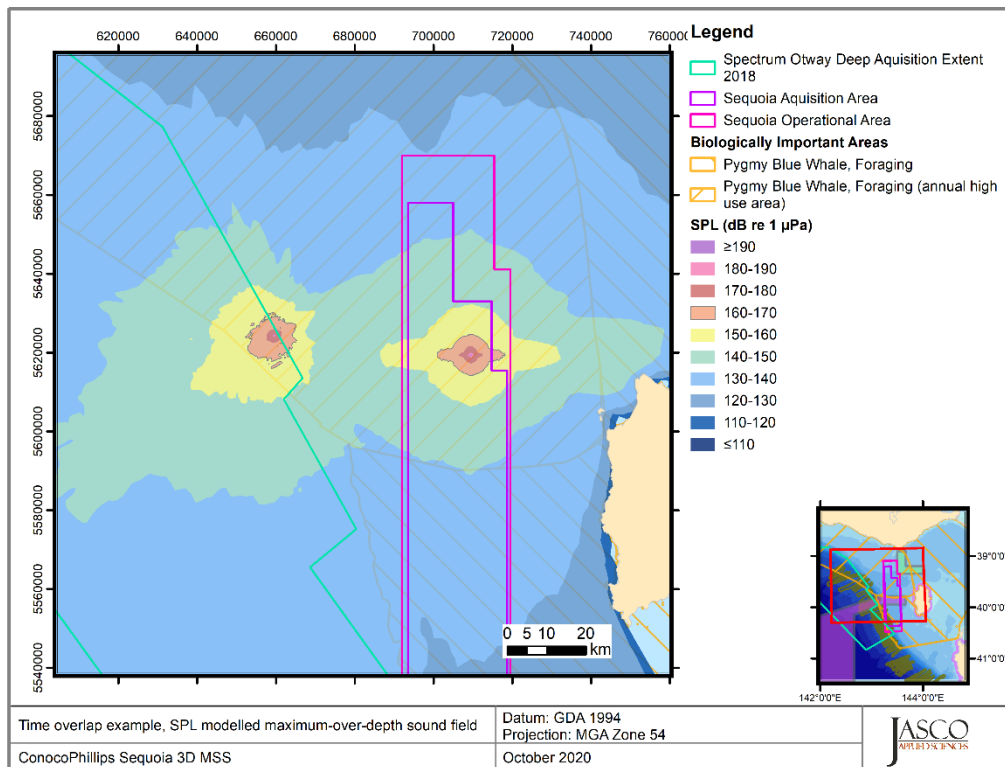 620000 640000 660000 680000 700000 720000 740000 760000
5680000
5660000
5640000
5620000
5600000
5580000
5560000
5540000
0 5 10 20
km
Legend
Spectrum Otway Deep Aquisition Extent
2018
Sequoia Aquisition Area
Sequoia Operational Area
Biologically Important Areas
Pygmy Blue Whale, Foraging
Pygmy Blue Whale, Foraging (annual high
use area)
SPL (dB re 1 µPa)
≥190
180-190
170-180
160-170
150-160
140-150
130-140
120-130
110-120
≤110
39°0'0
40°0'0
41°0'0
142°0'0"E 144°0'0"E
Time overlap example, SPL modelled maximum-over-depth sound field
Datum: GDA 1994
Projection: MGA Zone 54
ConocoPhillips Sequoia 3D MSS
October 2020
JASCO
APPLIED SCIENCES